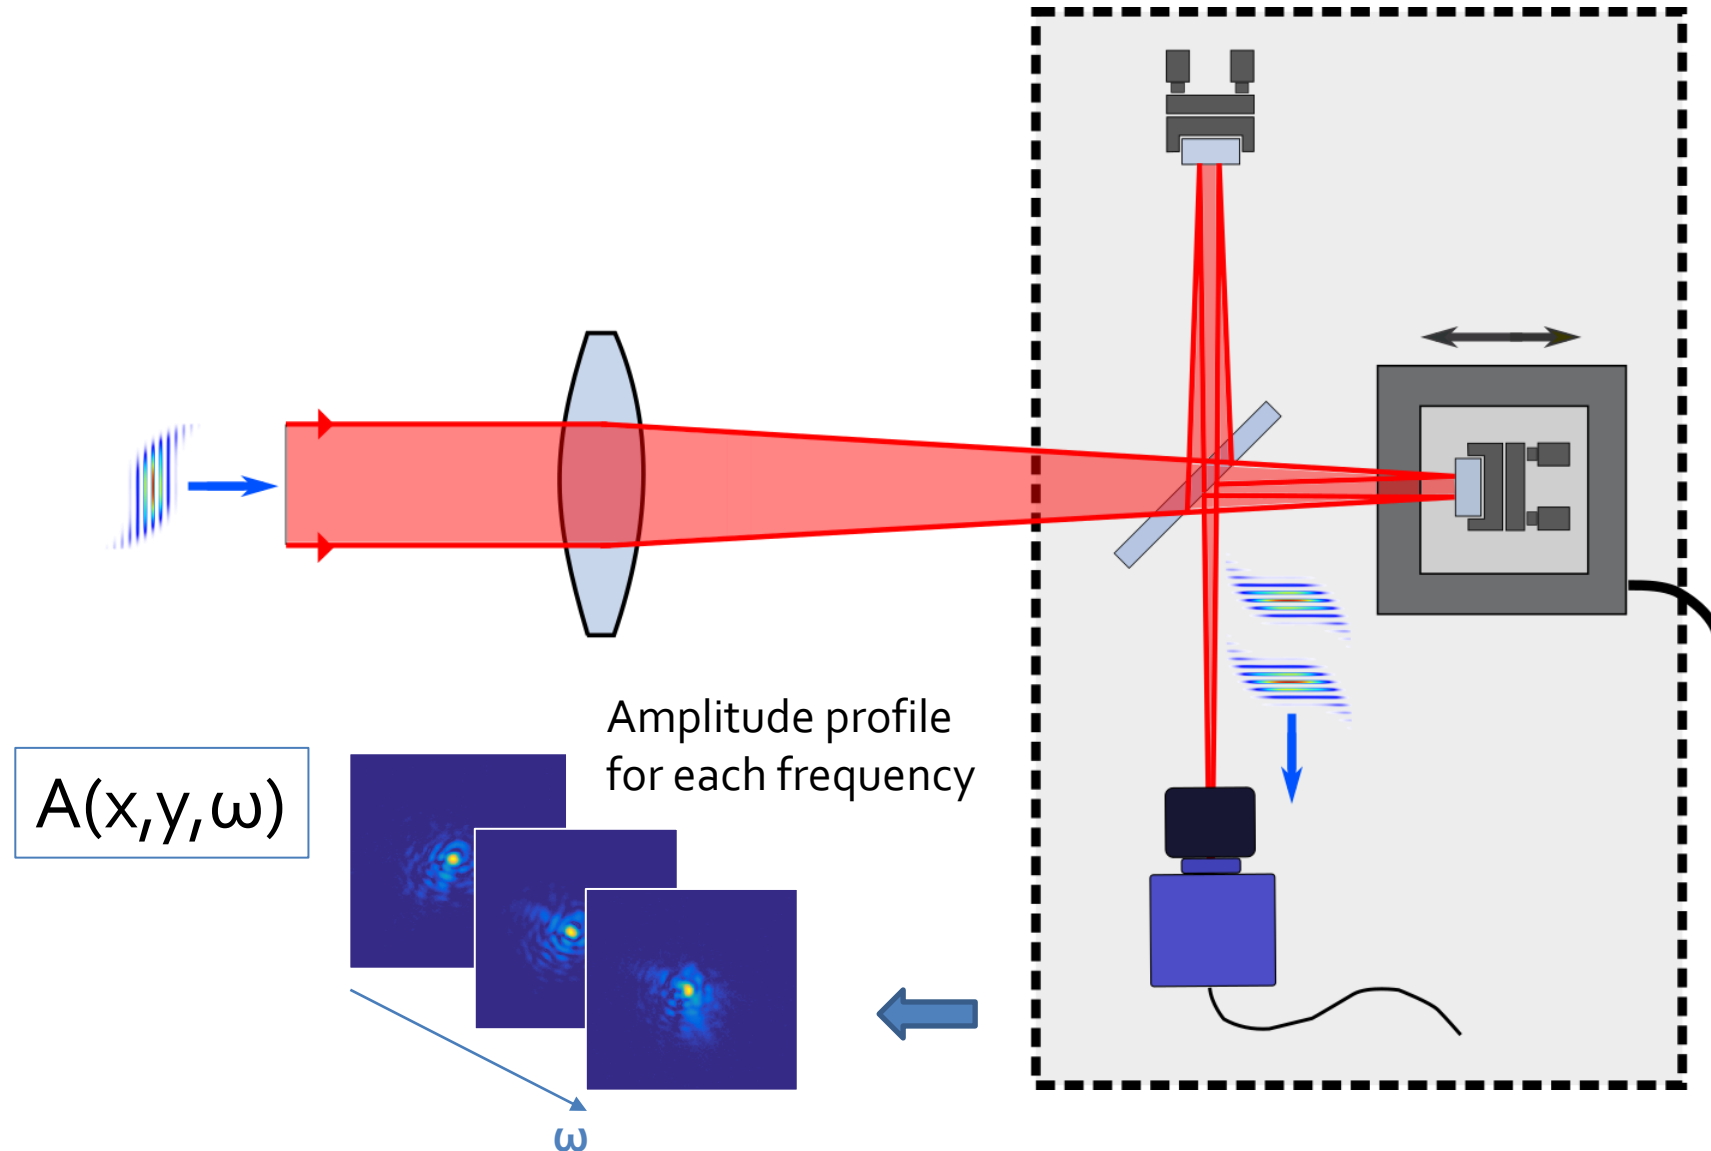 Amplitude profile
for each frequency
A(x,y,ω)
ω